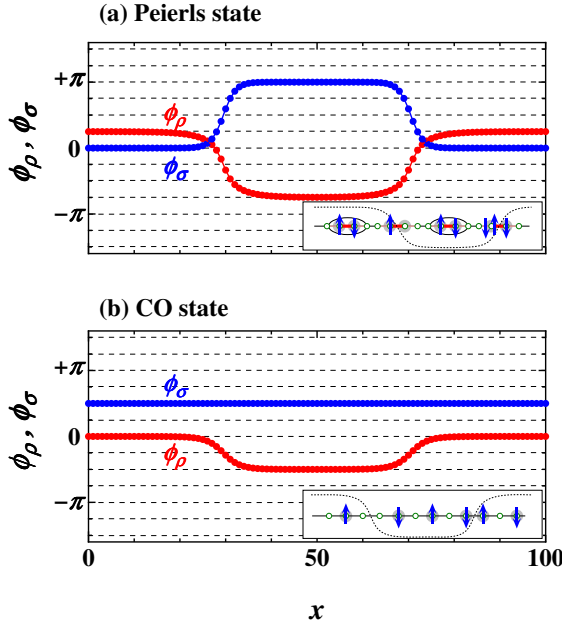 (a) Peierls state
ϕρ, ϕσ
+π
0
−π
ϕρ
ϕσ
(b) CO state
ϕρ, ϕσ
+π
0
−π
ϕσ
ϕρ
0 50 100
x